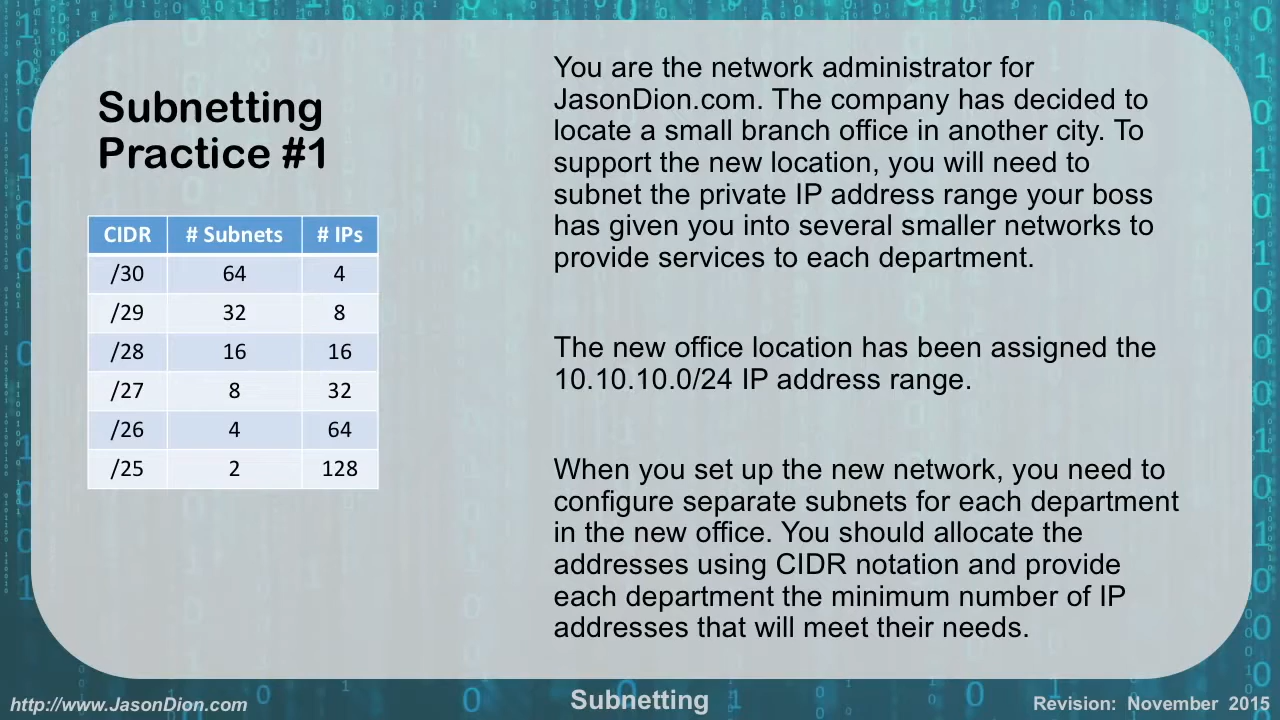 Subnetting
Practice #1
CIDR # Subnets # IPs
/30 64 4
/29 32 8
/28 16 16
/27 8 32
/26 4 64
/25 2 128
You are the network administrator for
JasonDion.com. The company has decided to
locate a small branch office in another city. To
support the new location, you will need to
subnet the private IP address range your boss
has given you into several smaller networks to
provide services to each department.
The new office location has been assigned the
10.10.10.0/24 IP address range.
When you set up the new network, you need to
configure separate subnets for each department
in the new office. You should allocate the
addresses using CIDR notation and provide
each department the minimum number of IP
addresses that will meet their needs.
http://www.JasonDion.com
Subnetting
Revision: November 2015